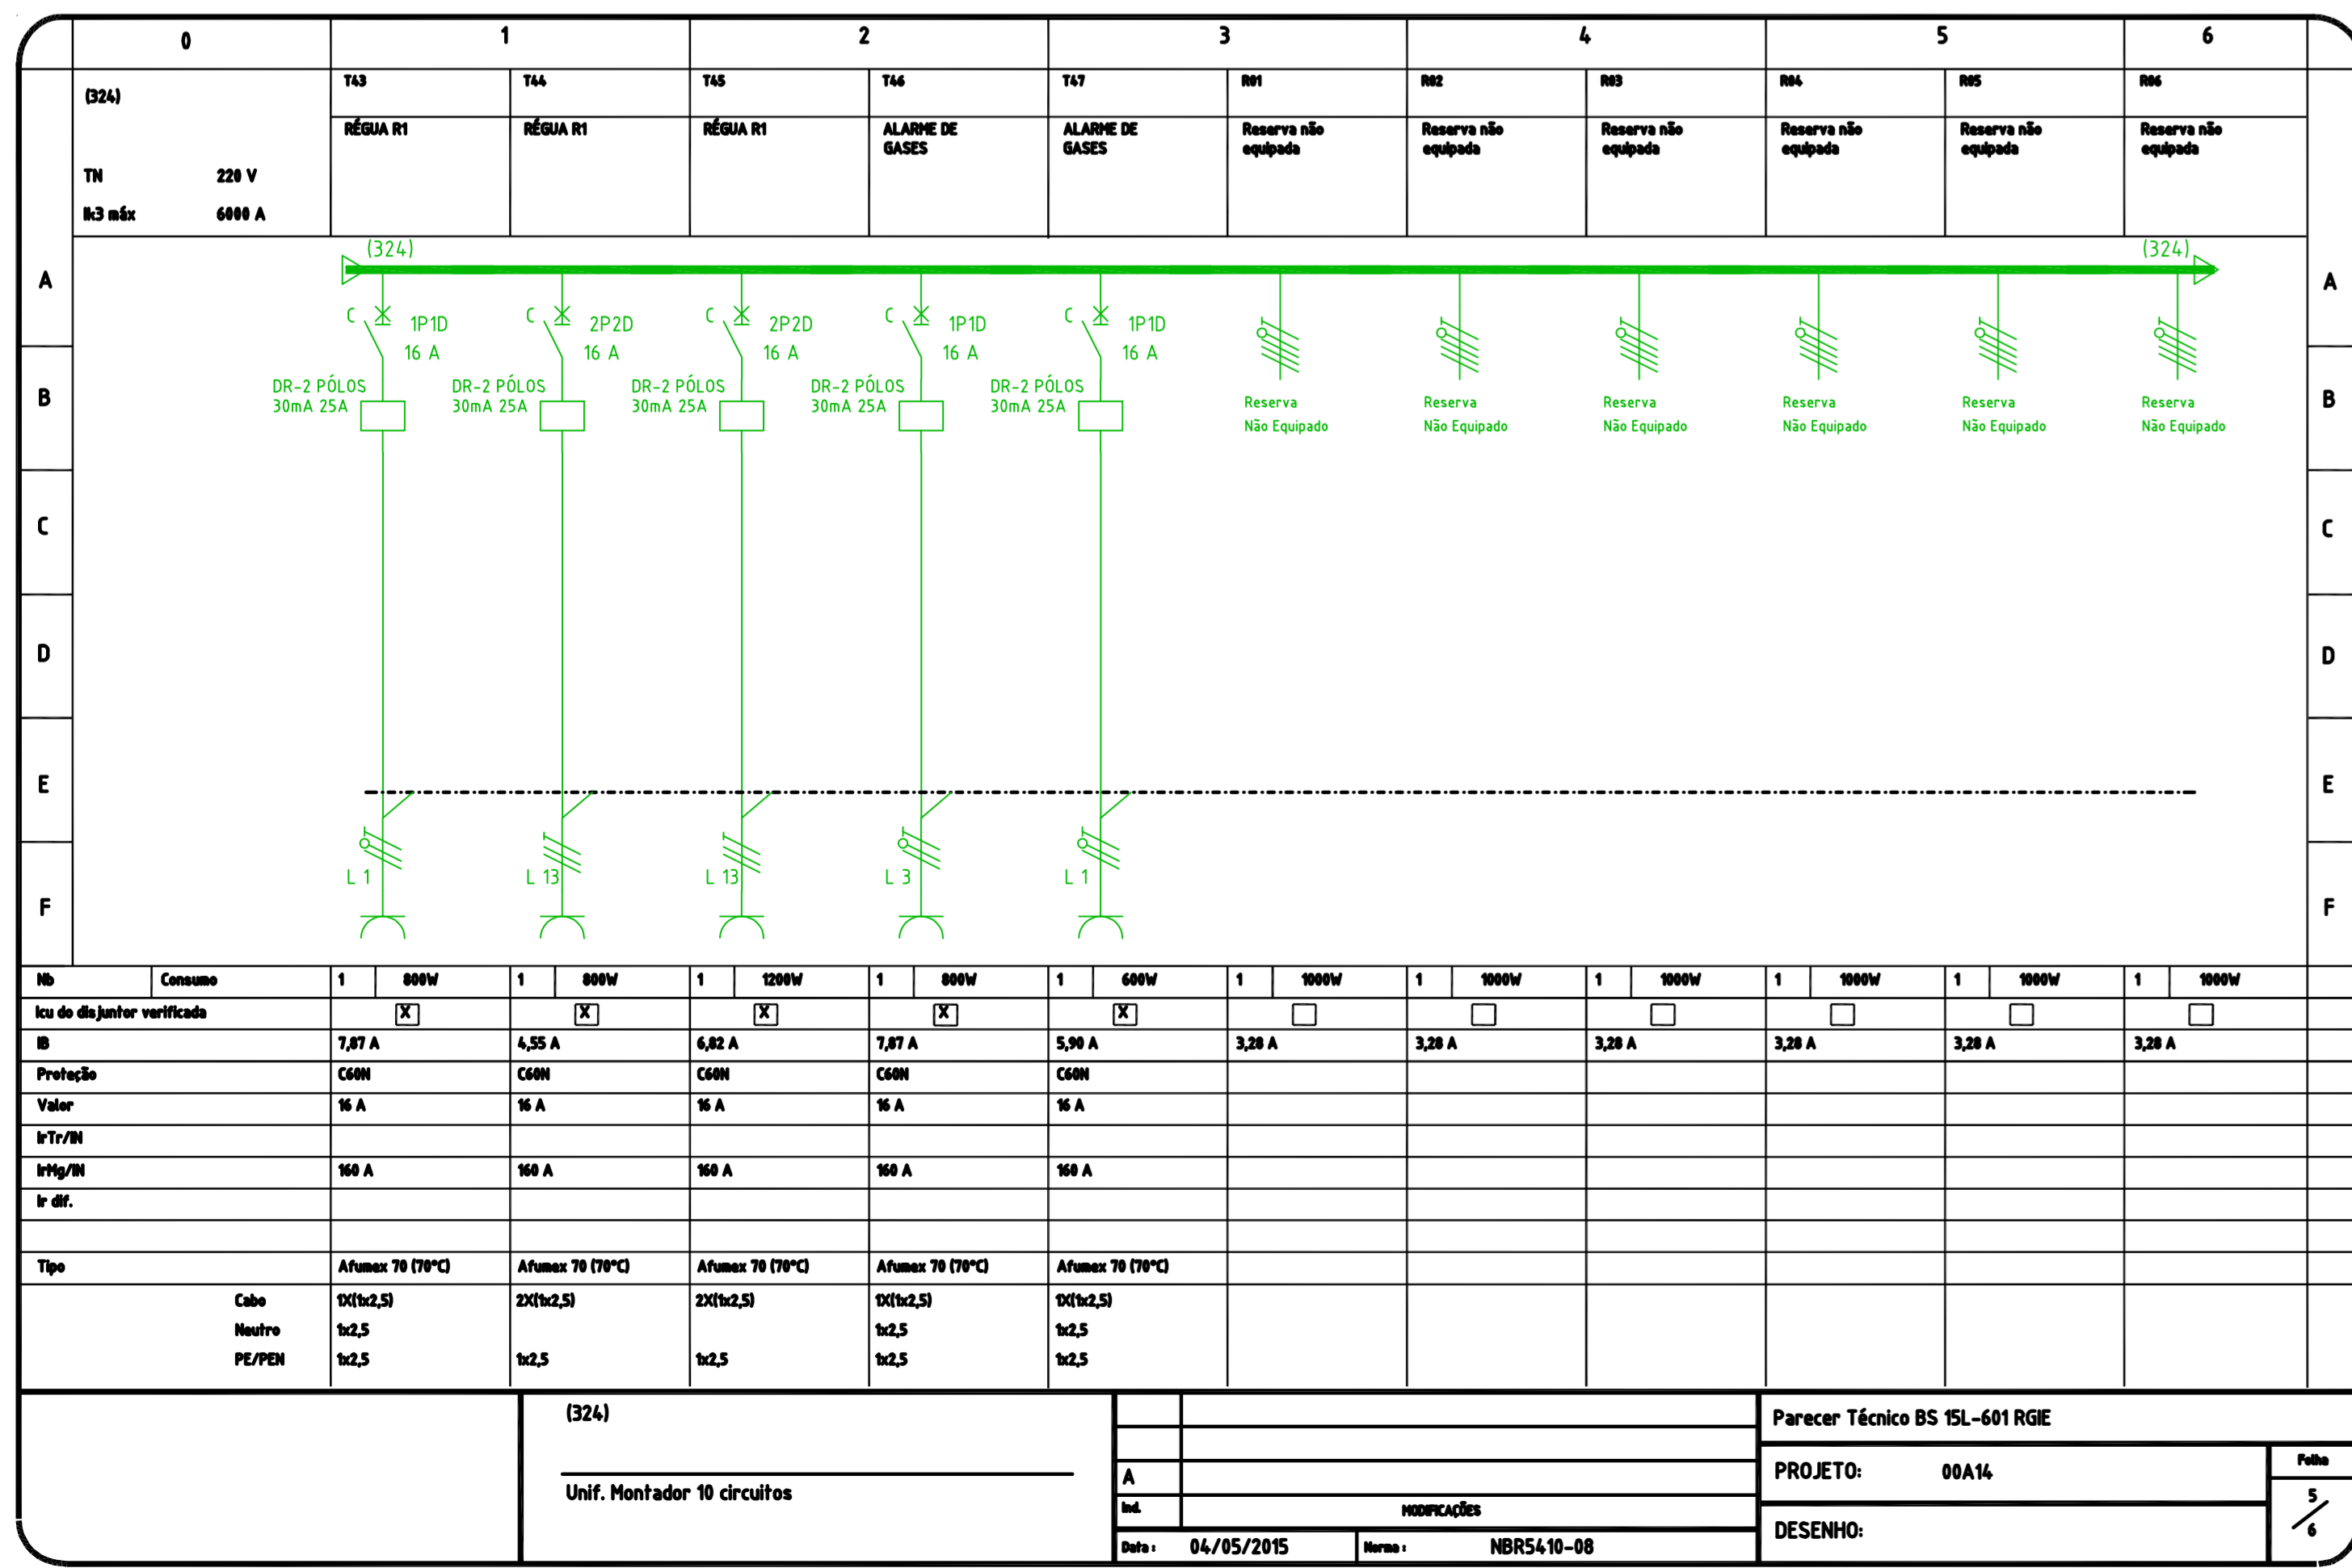 0 1 2 3 4 5 6
(324)
TN 220 V
Ik3 máx 6000 A
T43 T44 T45 T46 T47 R01 R02 R03 R04 R05 R06
RÉGUA R1 RÉGUA R1 RÉGUA R1 ALARME DE ALARME DE Reserva não Reserva não Reserva não Reserva não Reserva não Reserva não
GASES GASES equipada equipada equipada equipada equipada equipada
(324) (324)
A A
C 1P1D C 2P2D C 2P2D C 1P1D C 1P1D
16 A 16 A 16 A 16 A 16 A
DR-2 PÓLOS DR-2 PÓLOS DR-2 PÓLOS DR-2 PÓLOS DR-2 PÓLOS
30mA 25A 30mA 25A 30mA 25A 30mA 25A 30mA 25A
B B
Reserva Reserva Reserva Reserva Reserva Reserva
Não Equipado Não Equipado Não Equipado Não Equipado Não Equipado Não Equipado
C C
D D
E E
L 1 L 13 L 13 L 3 L 1
F F
Nb Consumo 1 800W 1 800W 1 1200W 1 800W 1 600W 1 1000W 1 1000W 1 1000W 1 1000W 1 1000W 1 1000W
Icu do disjuntor verificada X X X X X
IB 7,87 A 4,55 A 6,82 A 7,87 A 5,90 A 3,28 A 3,28 A 3,28 A 3,28 A 3,28 A 3,28 A
Proteção C60N C60N C60N C60N C60N
Valor 16 A 16 A 16 A 16 A 16 A
IrTr/IN
IrMg/IN 160 A 160 A 160 A 160 A 160 A
Ir dif.
Tipo Afumex 70 (70°C) Afumex 70 (70°C) Afumex 70 (70°C) Afumex 70 (70°C) Afumex 70 (70°C)
Cabo 1X(1x2,5) 2X(1x2,5) 2X(1x2,5) 1X(1x2,5) 1X(1x2,5)
Neutro 1x2,5 1x2,5 1x2,5
PE/PEN 1x2,5 1x2,5 1x2,5 1x2,5 1x2,5
(324)
Unif. Montador 10 circuitos
A
Ind. MODIFICAÇÕES
Data : 04/05/2015 Norma : NBR5410-08
Parecer Técnico BS 15L-601 RGIE
PROJETO: 00A14
DESENHO:
Folha
5
/
6